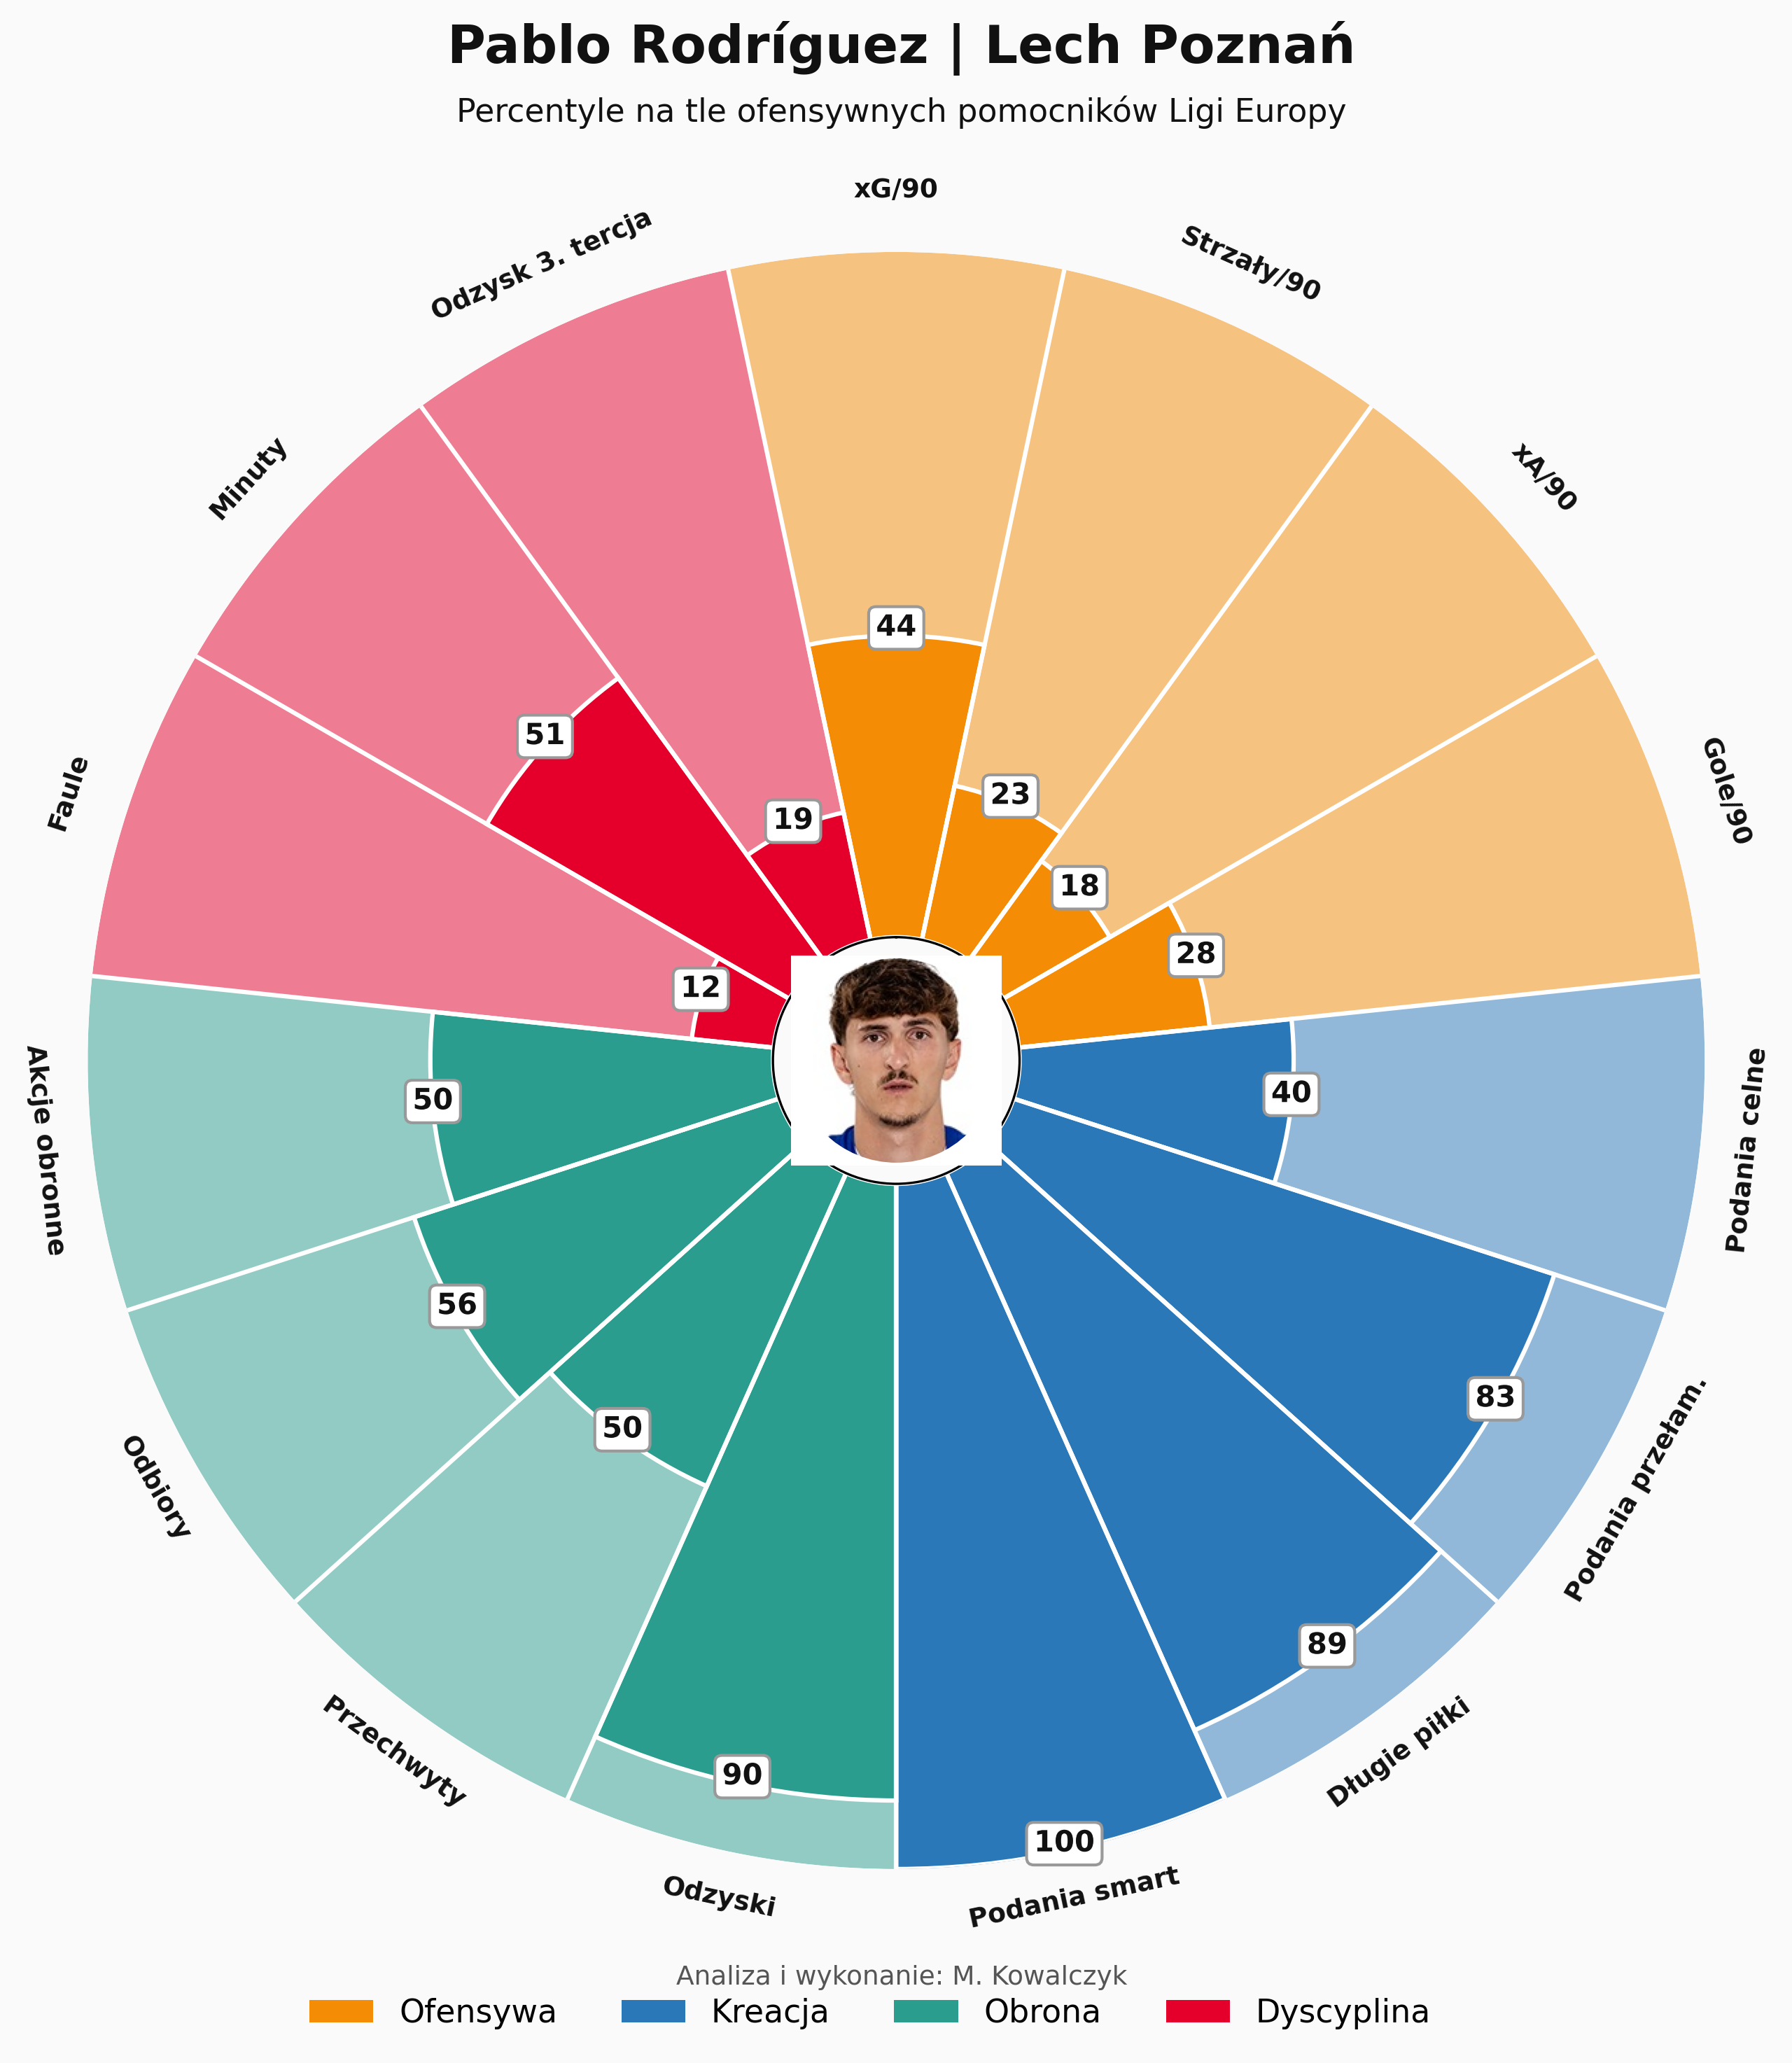 Pablo Rodríguez | Lech Poznań
Percentyle na tle ofensywnych pomocników Ligi Europy
xG/90
Strzały/90
xA/90
Gole/90
Podania celne
Podania przełam.
Długie piłki
Podania smart
Odzyski
Przechwyty
Odbiory
Akcje obronne
Faule
Minuty
Odzysk 3. tercja
44
23
18
28
40
83
89
100
90
50
56
50
12
51
19
Analiza i wykonanie: M. Kowalczyk
Ofensywa Kreacja Obrona Dyscyplina